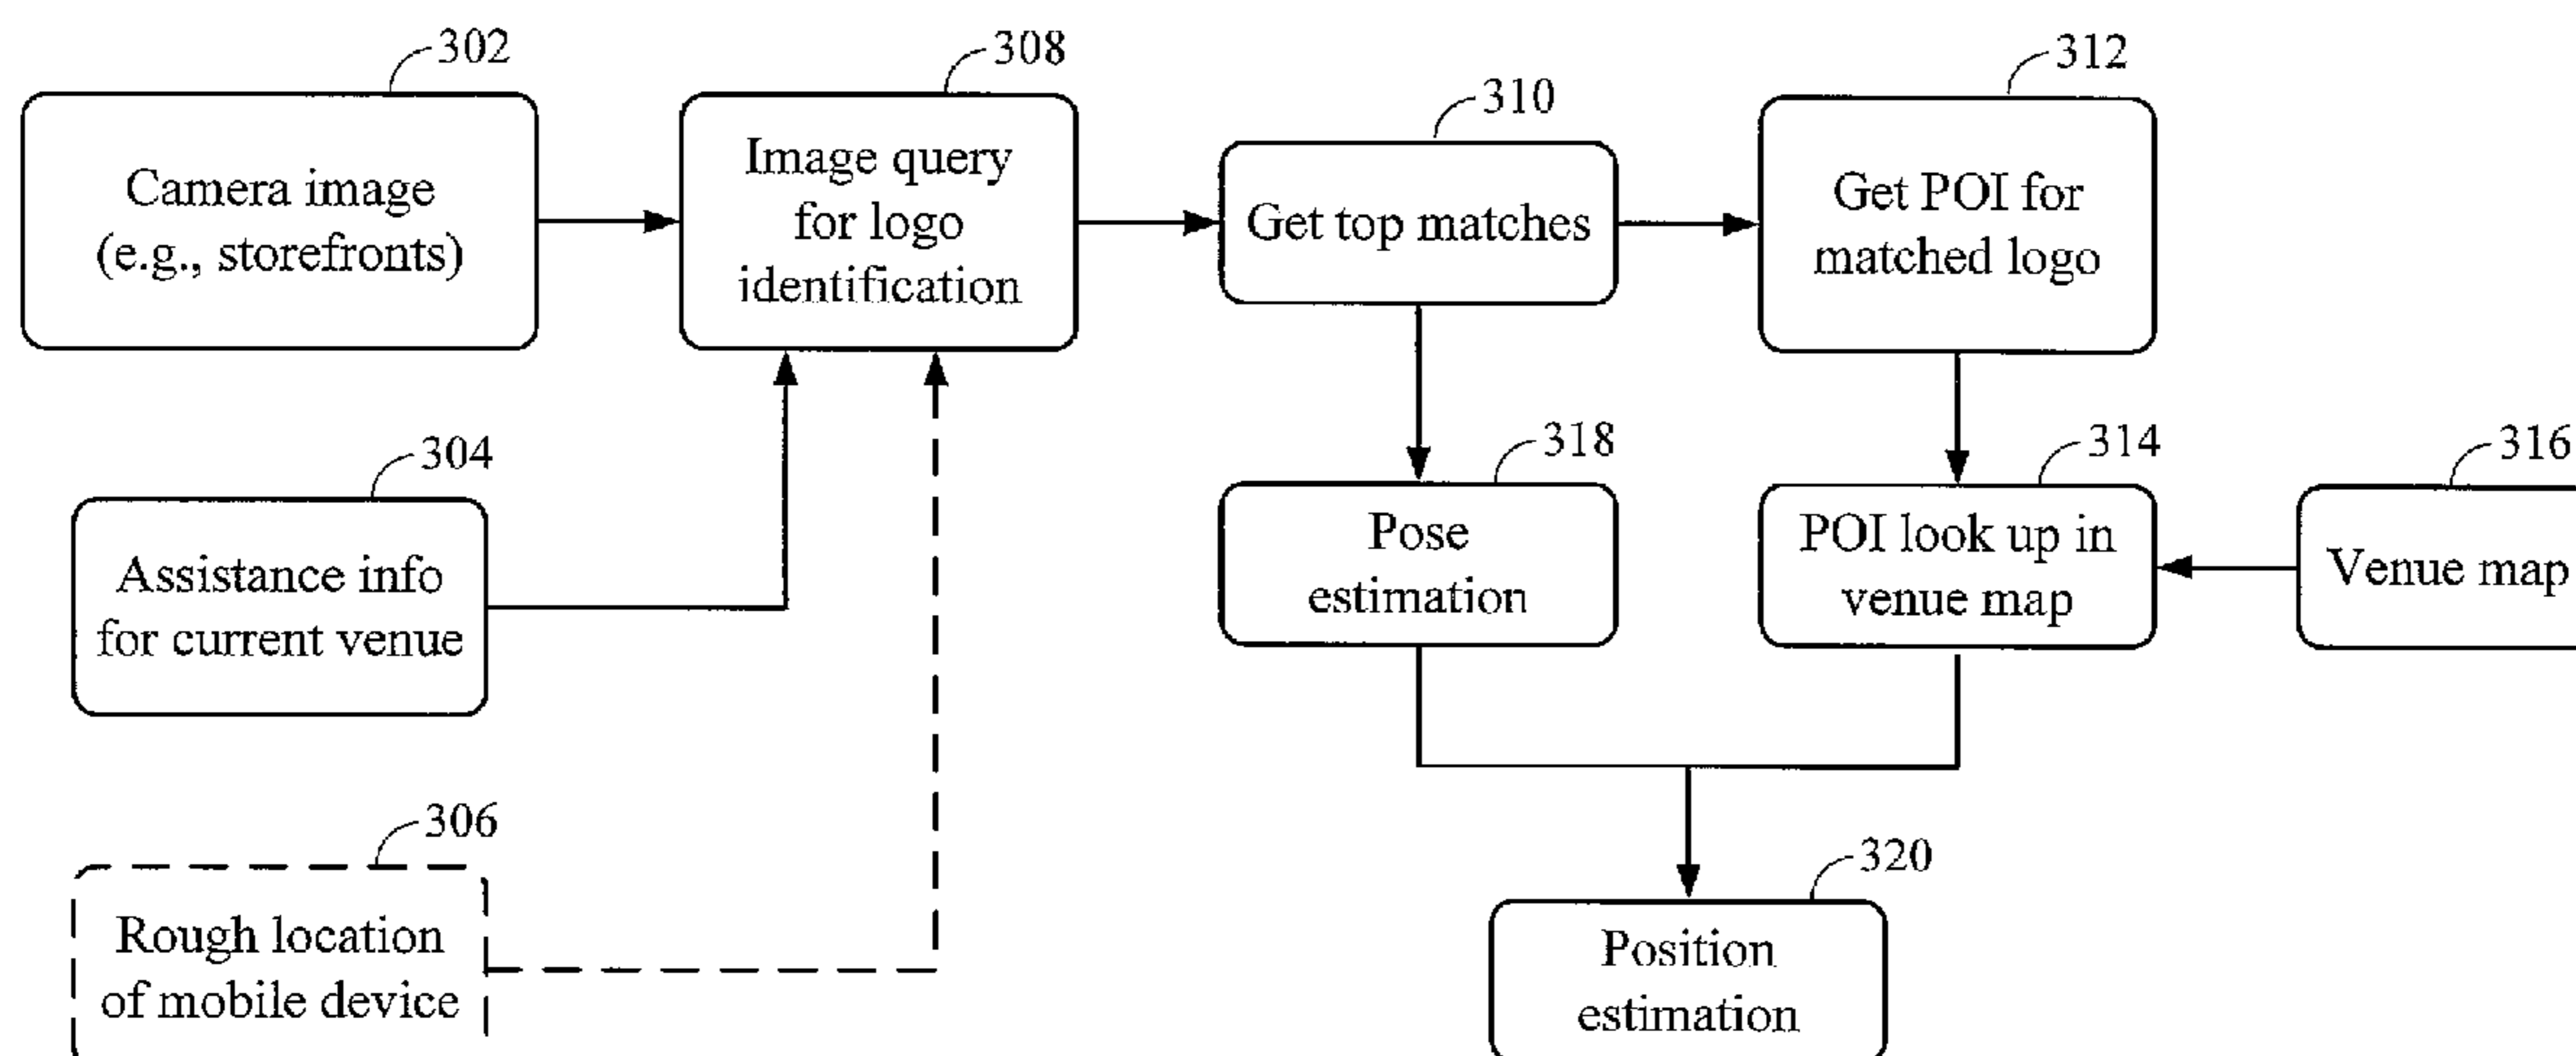 302
Camera image
(e.g., storefronts)
308
Image query
for logo
identification
310
Get top matches
312
Get POI for
matched logo
304
Assistance info
for current venue
318
Pose
estimation
314
POI look up in
venue map
316
Venue map
306
Rough location
of mobile device
320
Position
estimation